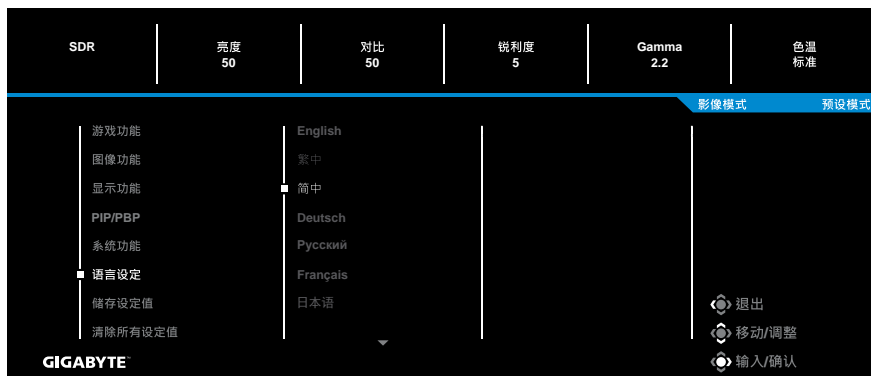 SDR 亮度 对比 锐利度 Gamma 色温
50 50 5 2.2 标准
影像模式 预设模式
游戏功能 English
图像功能 繁中
显示功能 简中
PIP/PBP Deutsch
系统功能 Русский
语言设定 Français
储存设定值 日本语
清除所有设定值
退出
移动/调整
输入/确认
GIGABYTE™